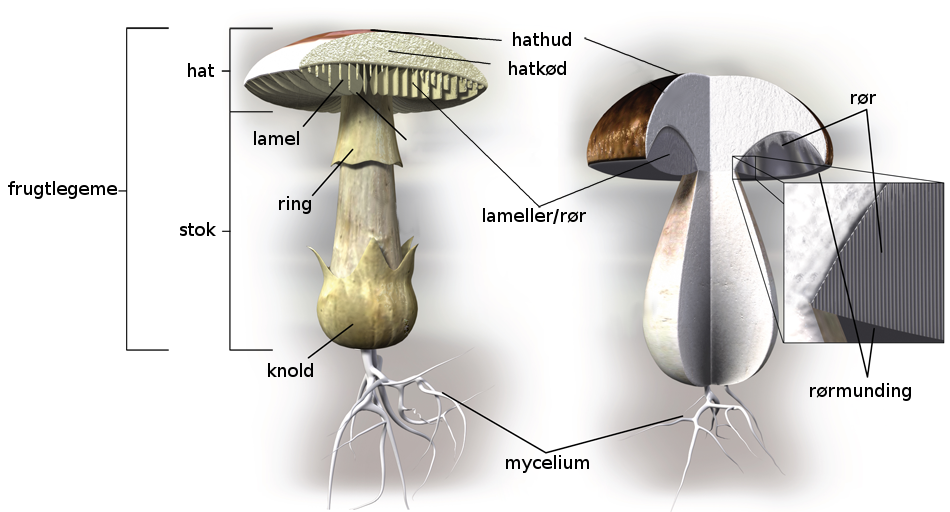 hathud
hat
hatkød
rør
lamel
frugtlegeme
ring
lameller/rør
stok
knold
rørmunding
mycelium